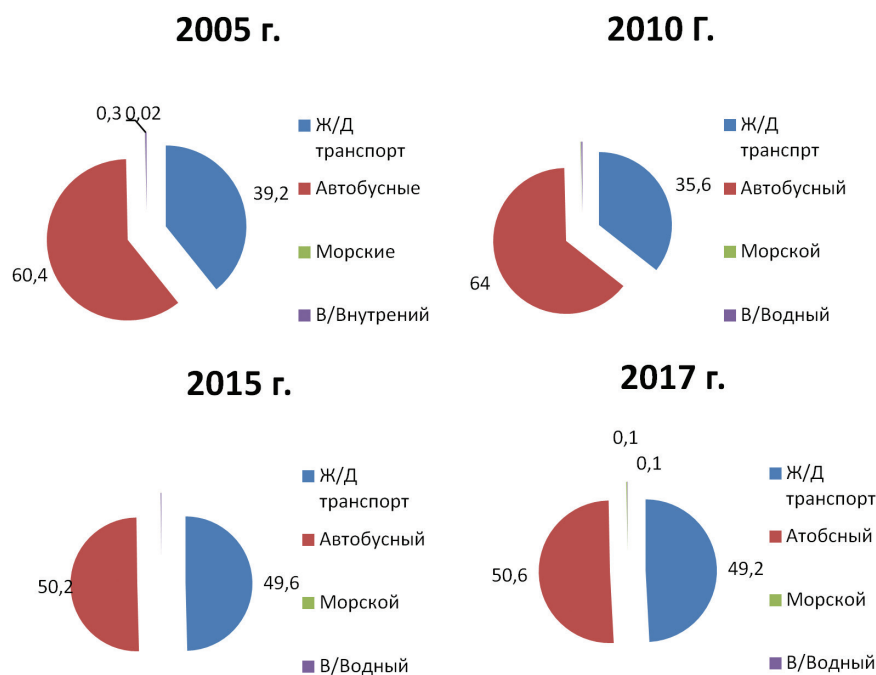 2005 г.
0,3
0,02
39,2
60,4
Ж/Д
транспорт
Автобусные
Морские
В/Внутрений
2010 Г.
35,6
64
Ж/Д
транспрт
Автобусный
Морской
В/Водный
2015 г.
50,2
49,6
Ж/Д
транспорт
Автобусный
Морской
В/Водный
2017 г.
0,1
0,1
50,6
49,2
Ж/Д
транспорт
Атобсный
Морской
В/Водный